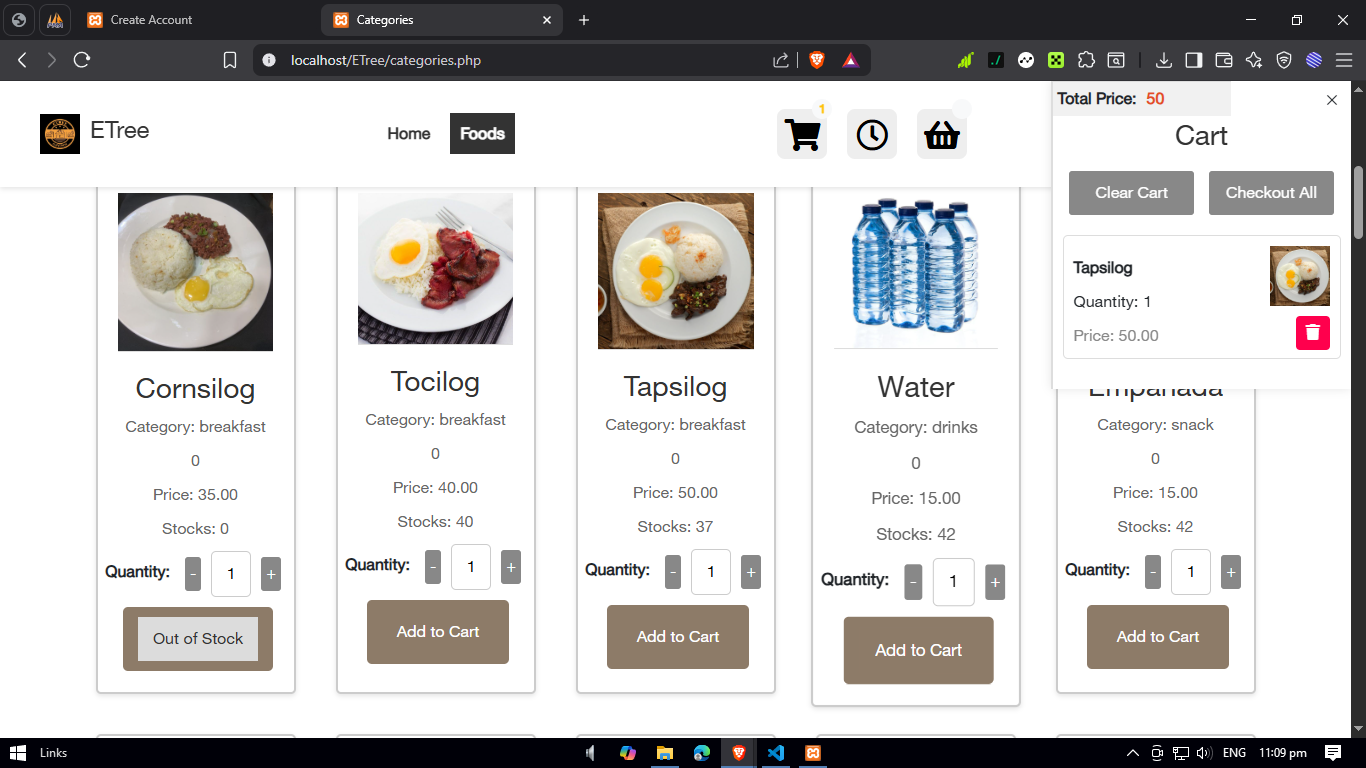 Create Account
Categories
localhost/ETree/categories.php
ETree
Home
Foods
1
Total Price: 50
Cart
Clear Cart
Checkout All
Tapsilog
Quantity: 1
Price: 50.00
Cornsilog
Category: breakfast
0
Price: 35.00
Stocks: 0
Quantity: - 1 +
Out of Stock
Tocilog
Category: breakfast
0
Price: 40.00
Stocks: 40
Quantity: - 1 +
Add to Cart
Tapsilog
Category: breakfast
0
Price: 50.00
Stocks: 37
Quantity: - 1 +
Add to Cart
Water
Category: drinks
0
Price: 15.00
Stocks: 42
Quantity: - 1 +
Add to Cart
Empanada
Category: snack
0
Price: 15.00
Stocks: 42
Quantity: - 1 +
Add to Cart
Links
ENG
11:09 pm